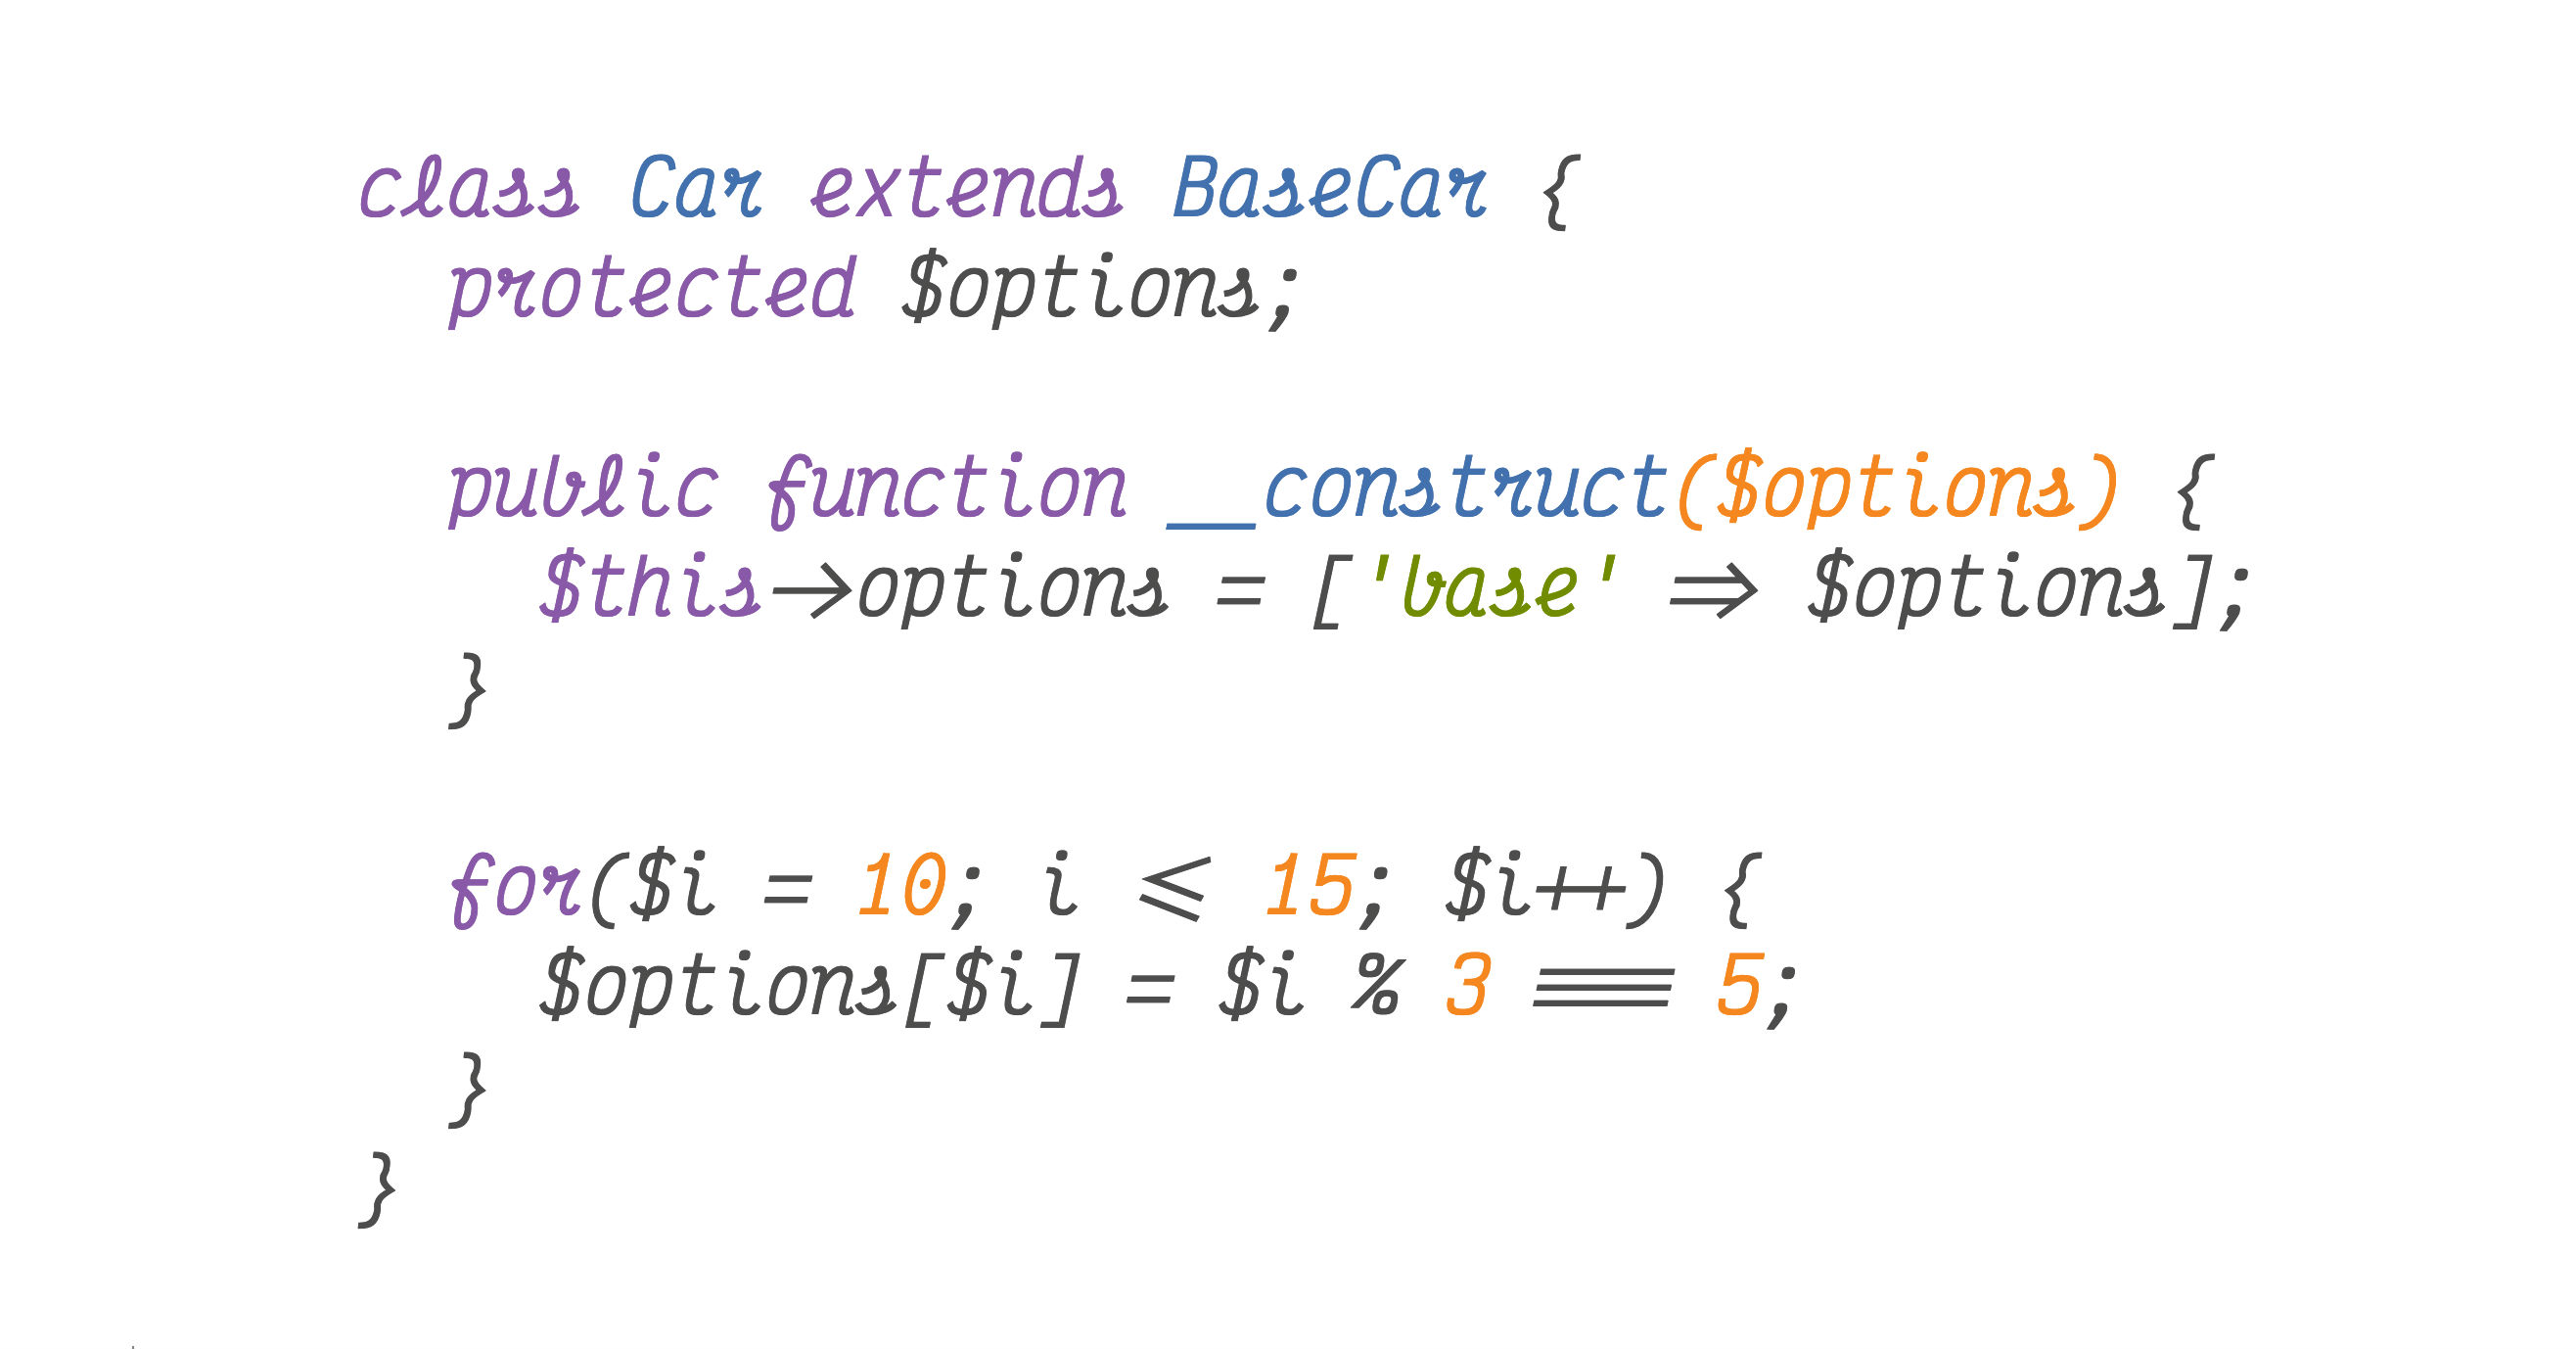 class Car extends BaseCar {
protected $options;
public function __construct($options) {
$this->options = ['base' => $options];
}
for($i = 10; i <= 15; $i++) {
$options[$i] = $i % 3 === 5;
}
}